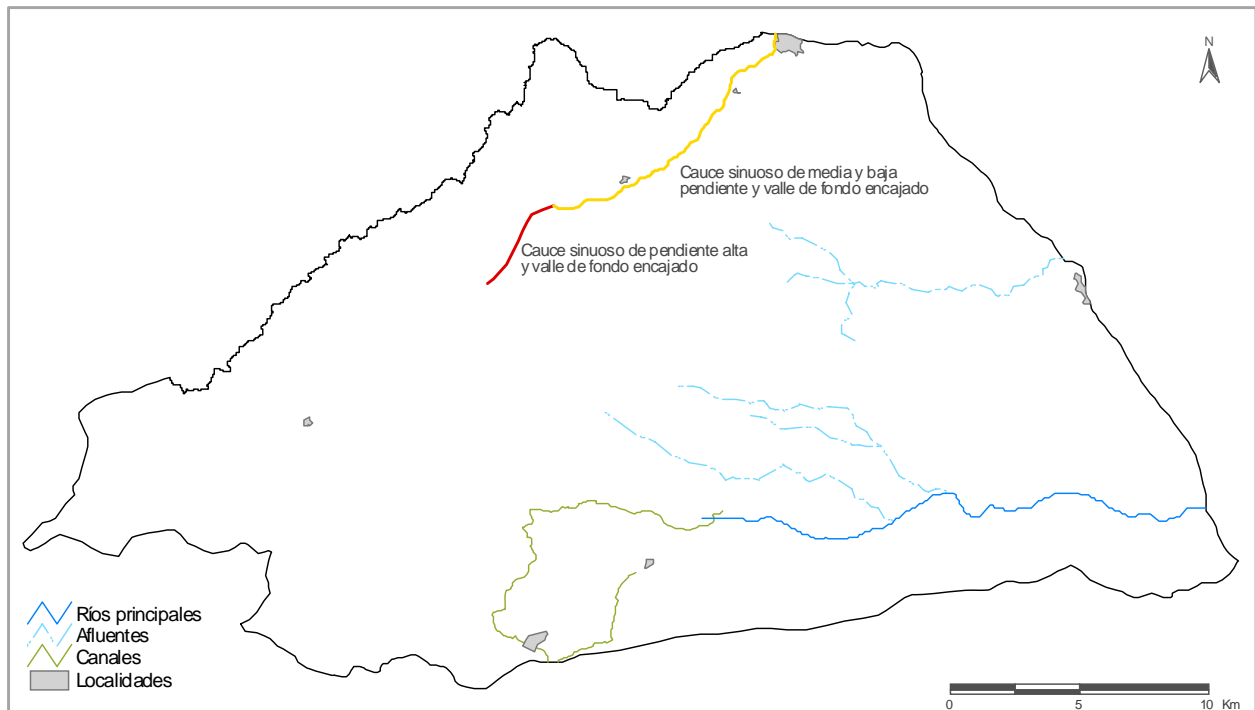 N
Cauce sinuoso de media y baja
pendiente y valle de fondo encajado
Cauce sinuoso de pendiente alta
y valle de fondo encajado
Ríos principales
Afluentes
Canales
Localidades
0 5 10 Km